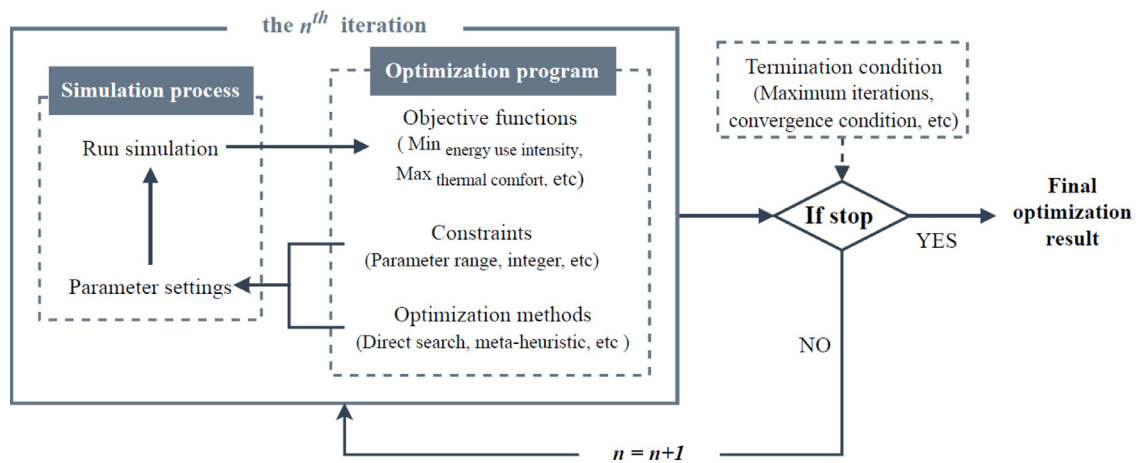 the nth iteration
Simulation process
Run simulation
Parameter settings
Optimization program
Objective functions
( Min energy use intensity,
Max thermal comfort, etc)
Constraints
(Parameter range, integer, etc)
Optimization methods
(Direct search, meta-heuristic, etc )
Termination condition
(Maximum iterations,
convergence condition, etc)
If stop
YES
Final
optimization
result
NO
n = n+1